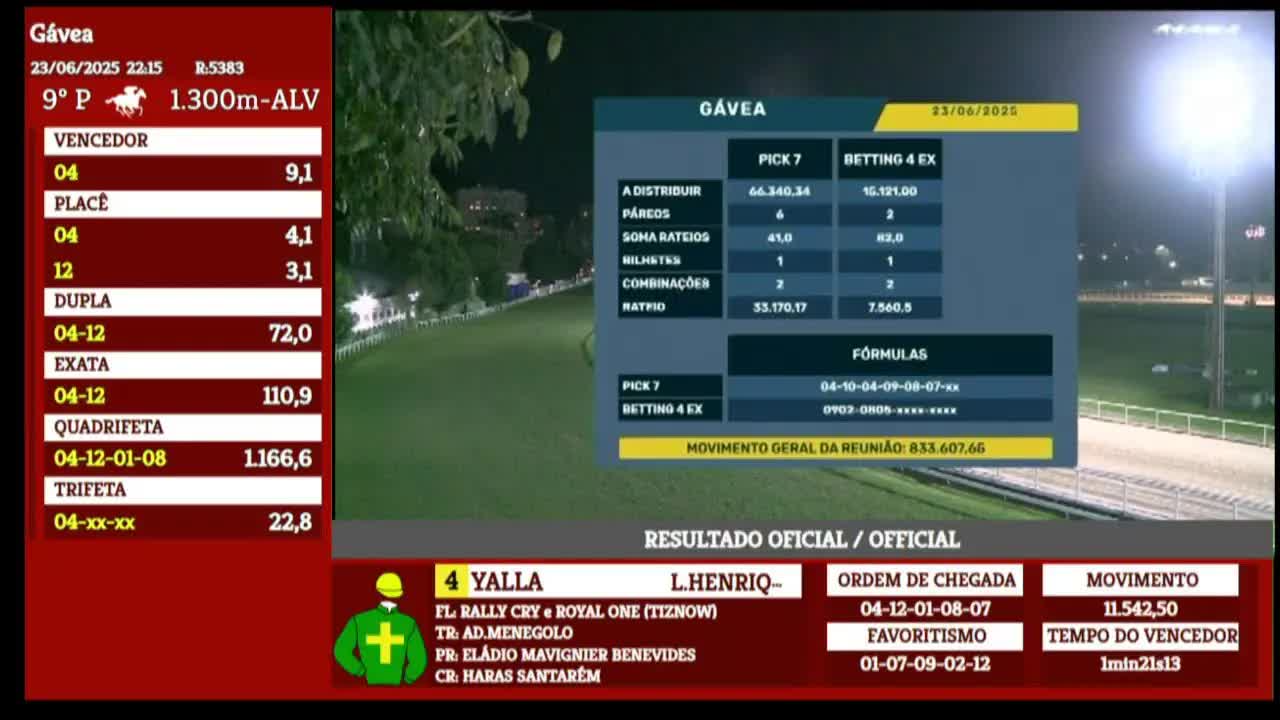 Gávea
23/06/2025 22:15 R:5383
9° P 1.300m-ALV
VENCEDOR
04 9,1
PLACÊ
04 4,1
12 3,1
DUPLA
04-12 72,0
EXATA
04-12 110,9
QUADRIFETA
04-12-01-08 1.166,6
TRIFETA
04-xx-xx 22,8
GÁVEA 23/06/2025
PICK 7 BETTING 4 EX
A DISTRIBUIR 66.340,34 15.121,00
PÁREOS 6 2
SOMA RATEIOS 41,0 82,0
BILHETES 1 1
COMBINAÇÕES 2 2
RATEIO 33.170,17 7.560,5
FÓRMULAS
PICK 7 04-10-04-09-08-07-xx
BETTING 4 EX 0902-0805-xxxx-xxxx
MOVIMENTO GERAL DA REUNIÃO: 833.607,65
RESULTADO OFICIAL / OFFICIAL
4 YALLA L.HENRIQ...
FL: RALLY CRY e ROYAL ONE (TIZNOW)
TR: AD.MENEGOLO
PR: ELÁDIO MAVIGNIER BENEVIDES
CR: HARAS SANTARÉM
ORDEM DE CHEGADA
04-12-01-08-07
FAVORITISMO
01-07-09-02-12
MOVIMENTO
11.542,50
TEMPO DO VENCEDOR
1min21s13